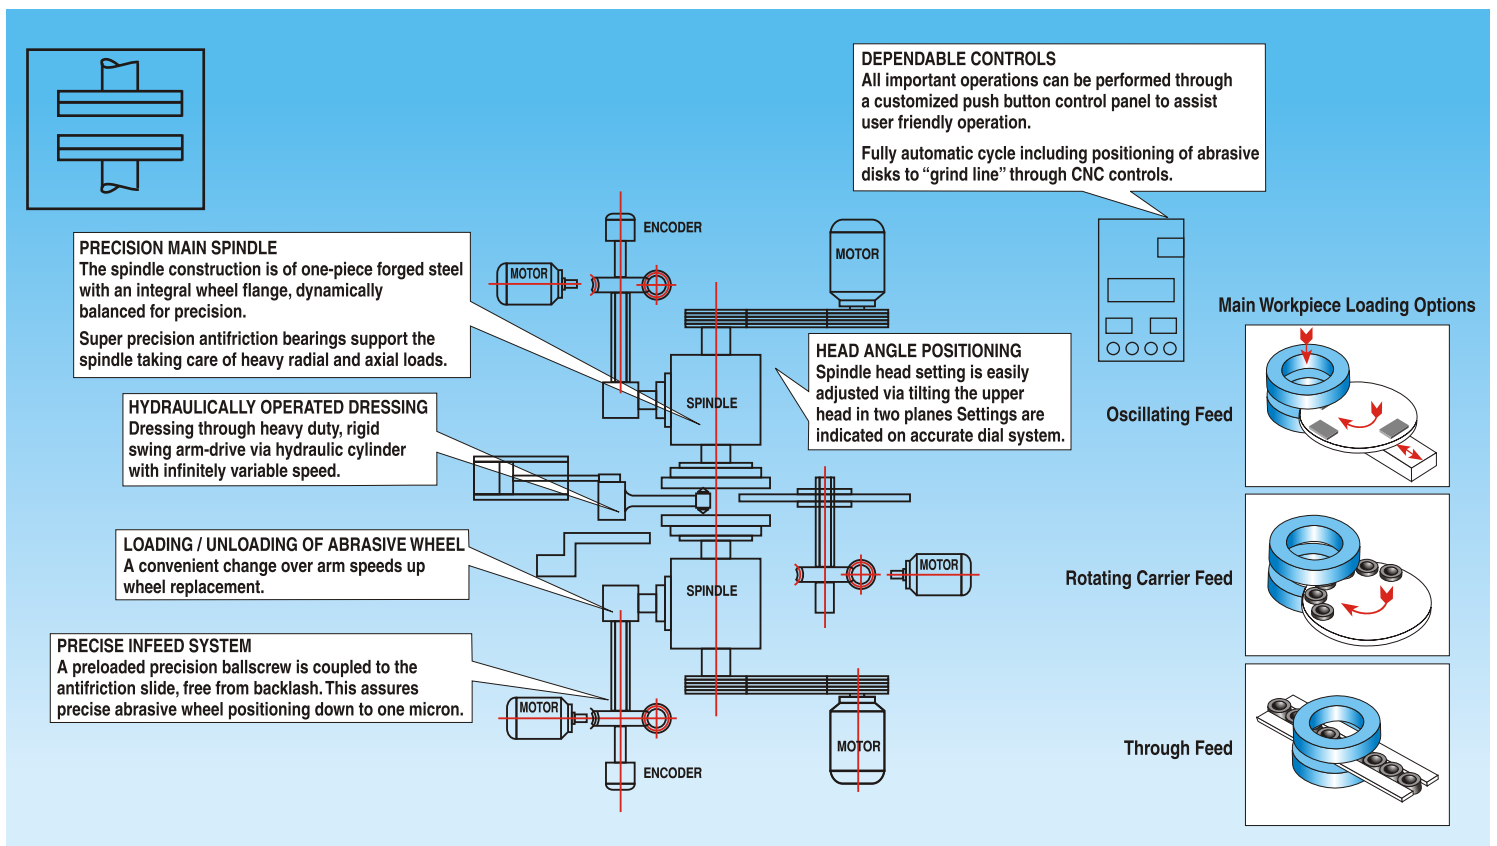 DEPENDABLE CONTROLS
All important operations can be performed through
a customized push button control panel to assist
user friendly operation.
Fully automatic cycle including positioning of abrasive
disks to “grind line” through CNC controls.
PRECISION MAIN SPINDLE
The spindle construction is of one-piece forged steel
with an integral wheel flange, dynamically
balanced for precision.
Super precision antifriction bearings support the
spindle taking care of heavy radial and axial loads.
ENCODER
MOTOR
MOTOR
HEAD ANGLE POSITIONING
Spindle head setting is easily
adjusted via tilting the upper
head in two planes Settings are
indicated on accurate dial system.
SPINDLE
HYDRAULICALLY OPERATED DRESSING
Dressing through heavy duty, rigid
swing arm-drive via hydraulic cylinder
with infinitely variable speed.
LOADING / UNLOADING OF ABRASIVE WHEEL
A convenient change over arm speeds up
wheel replacement.
MOTOR
SPINDLE
PRECISE INFEED SYSTEM
A preloaded precision ballscrew is coupled to the
antifriction slide, free from backlash. This assures
precise abrasive wheel positioning down to one micron.
MOTOR
MOTOR
ENCODER
Main Workpiece Loading Options
Oscillating Feed
Rotating Carrier Feed
Through Feed